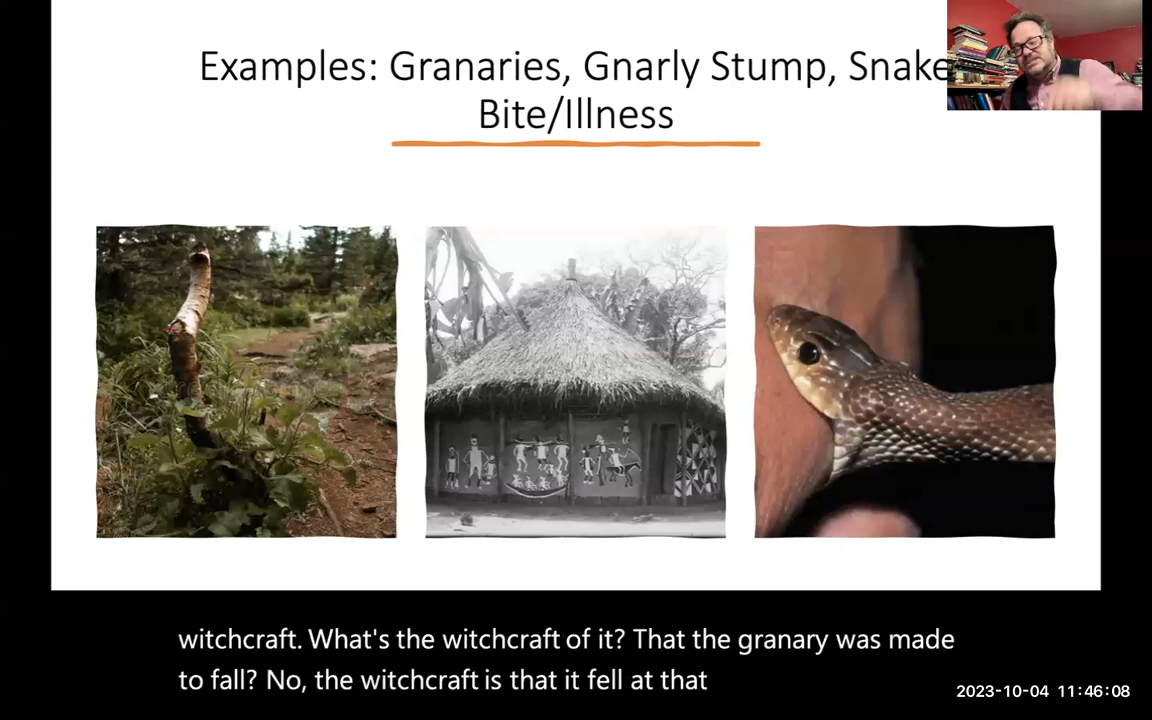 Examples: Granaries, Gnarly Stump, Snake
Bite/Illness
witchcraft. What's the witchcraft of it? That the granary was made
to fall? No, the witchcraft is that it fell at that
2023-10-04 11:46:08